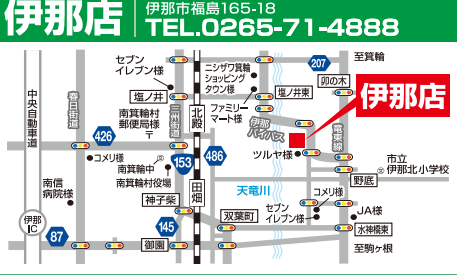 伊那店
伊那市福島165-18
TEL.0265-71-4888
至箕輪
207
セブン
イレブン様
ニシザワ箕輪
ショッピング
タウン様
卯の木
塩ノ井
塩ノ井東
ファミリー
マート様
伊那店
中央自動車道
春日街道
三州街道
北殿
南箕輪村
郵便局様
〒
伊那
バイパス
竜東線
426
コメリ様
153
486
ツルヤ様
市立
伊那北小学校
南箕輪中
南箕輪村役場
野底
南信
病院様
田畑
天竜川
神子柴
コメリ様
セブン
イレブン様
JA様
伊那
IC
双葉町
水神橋東
87
145
御園
至駒ヶ根